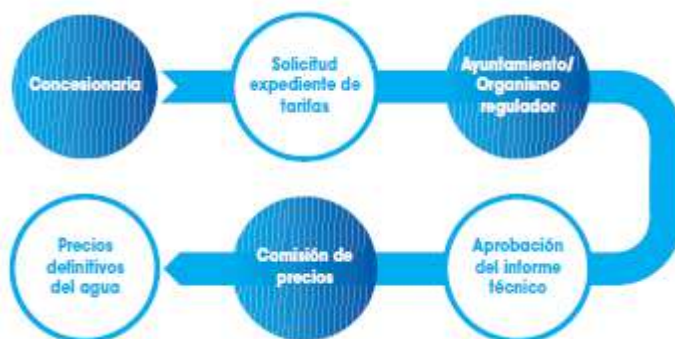 Concesionaria
Solicitud
expediente de
tarifas
Ayuntamiento/
Organismo
regulador
Precios
definitivos
del agua
Comisión de
precios
Aprobación
del informe
técnico